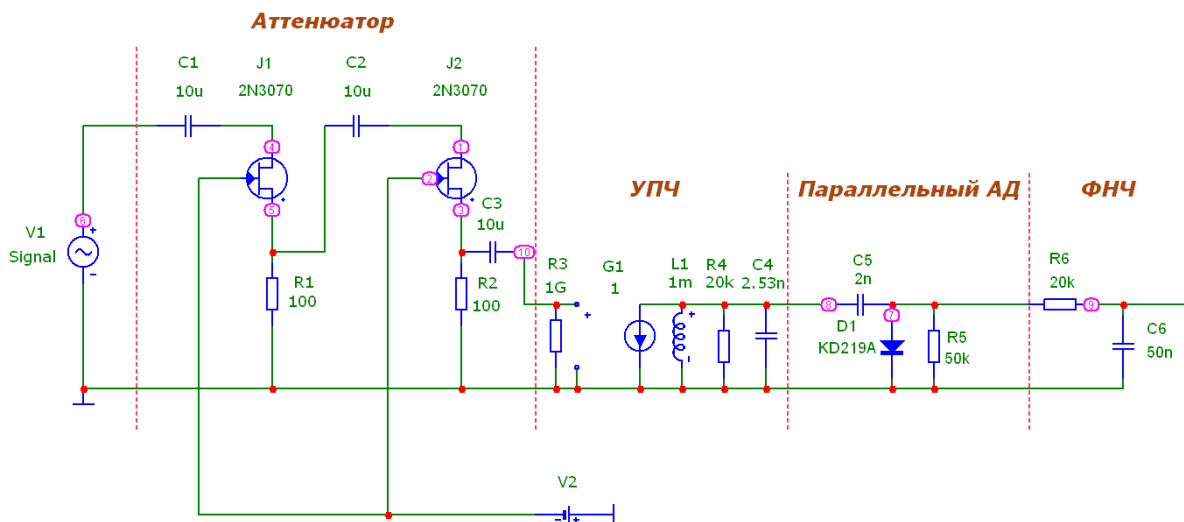 Аттенюатор
C1
10u
J1
2N3070
C2
10u
J2
2N3070
4
1
2
5
3
6
V1
Signal
+
-
R1
100
C3
10u
10
R2
100
УПЧ
R3
1G
+
G1
1
L1
1m
+
-
R4
20k
C4
2.53n
Параллельный АД
8
C5
2n
7
D1
KD219A
R5
50k
ФНЧ
R6
20k
9
C6
50n
V2
-
+